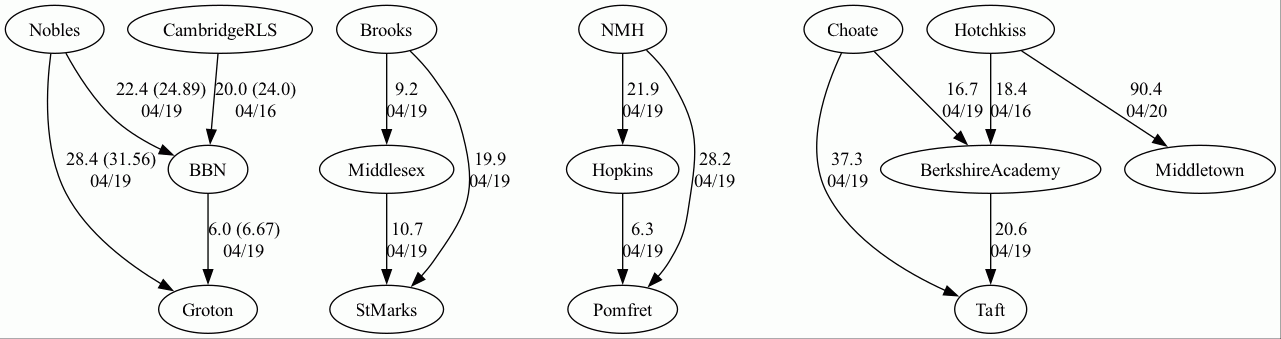 Nobles
CambridgeRLS
Brooks
NMH
Choate
Hotchkiss
22.4 (24.89)
04/19
20.0 (24.0)
04/16
9.2
04/19
21.9
04/19
16.7
04/19
18.4
04/16
90.4
04/20
BBN
Middlesex
Hopkins
BerkshireAcademy
Middletown
28.4 (31.56)
04/19
19.9
04/19
28.2
04/19
37.3
04/19
6.0 (6.67)
04/19
10.7
04/19
6.3
04/19
20.6
04/19
Groton
StMarks
Pomfret
Taft